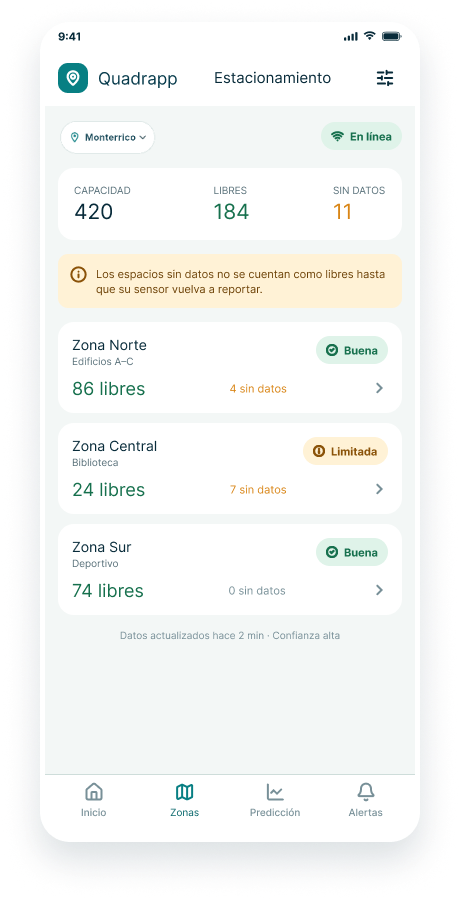 9:41
Quadrapp
Estacionamiento
Monterrico
En línea
CAPACIDAD
LIBRES
SIN DATOS
420
184
11
Los espacios sin datos no se cuentan como libres hasta
que su sensor vuelva a reportar.
Zona Norte
Buena
Edificios A–C
86 libres
4 sin datos
Zona Central
Limitada
Biblioteca
24 libres
7 sin datos
Zona Sur
Buena
Deportivo
74 libres
0 sin datos
Datos actualizados hace 2 min · Confianza alta
Inicio
Zonas
Predicción
Alertas